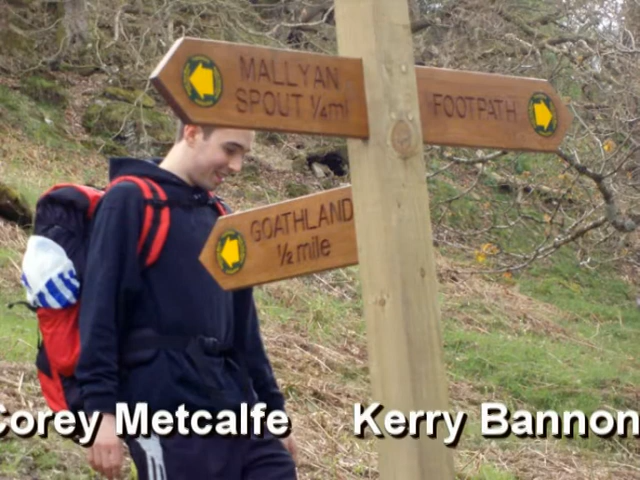 MALLYAN
SPOUT ¼ml
FOOTPATH
GOATHLAND
½ mile
Corey Metcalfe
Kerry Bannon